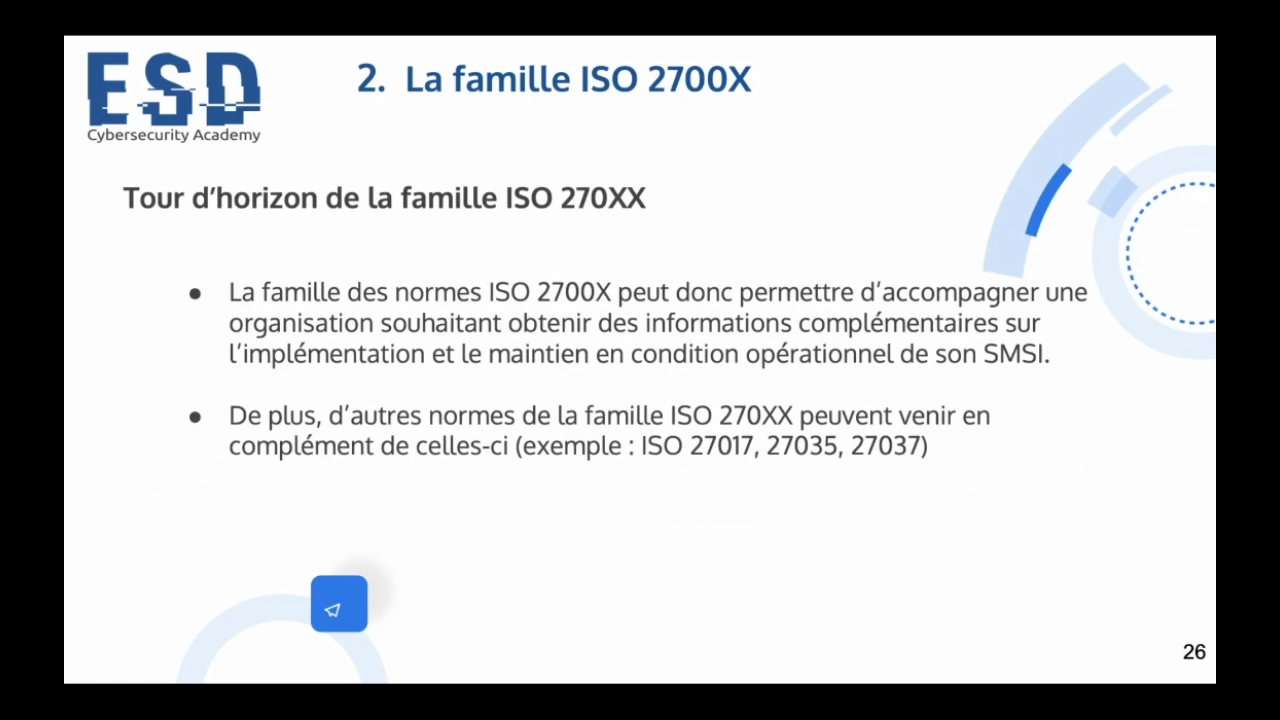 ESD
Cybersecurity Academy
2. La famille ISO 2700X
Tour d’horizon de la famille ISO 270XX
● La famille des normes ISO 2700X peut donc permettre d’accompagner une
organisation souhaitant obtenir des informations complémentaires sur
l’implémentation et le maintien en condition opérationnel de son SMSI.
● De plus, d’autres normes de la famille ISO 270XX peuvent venir en
complément de celles-ci (exemple : ISO 27017, 27035, 27037)
26